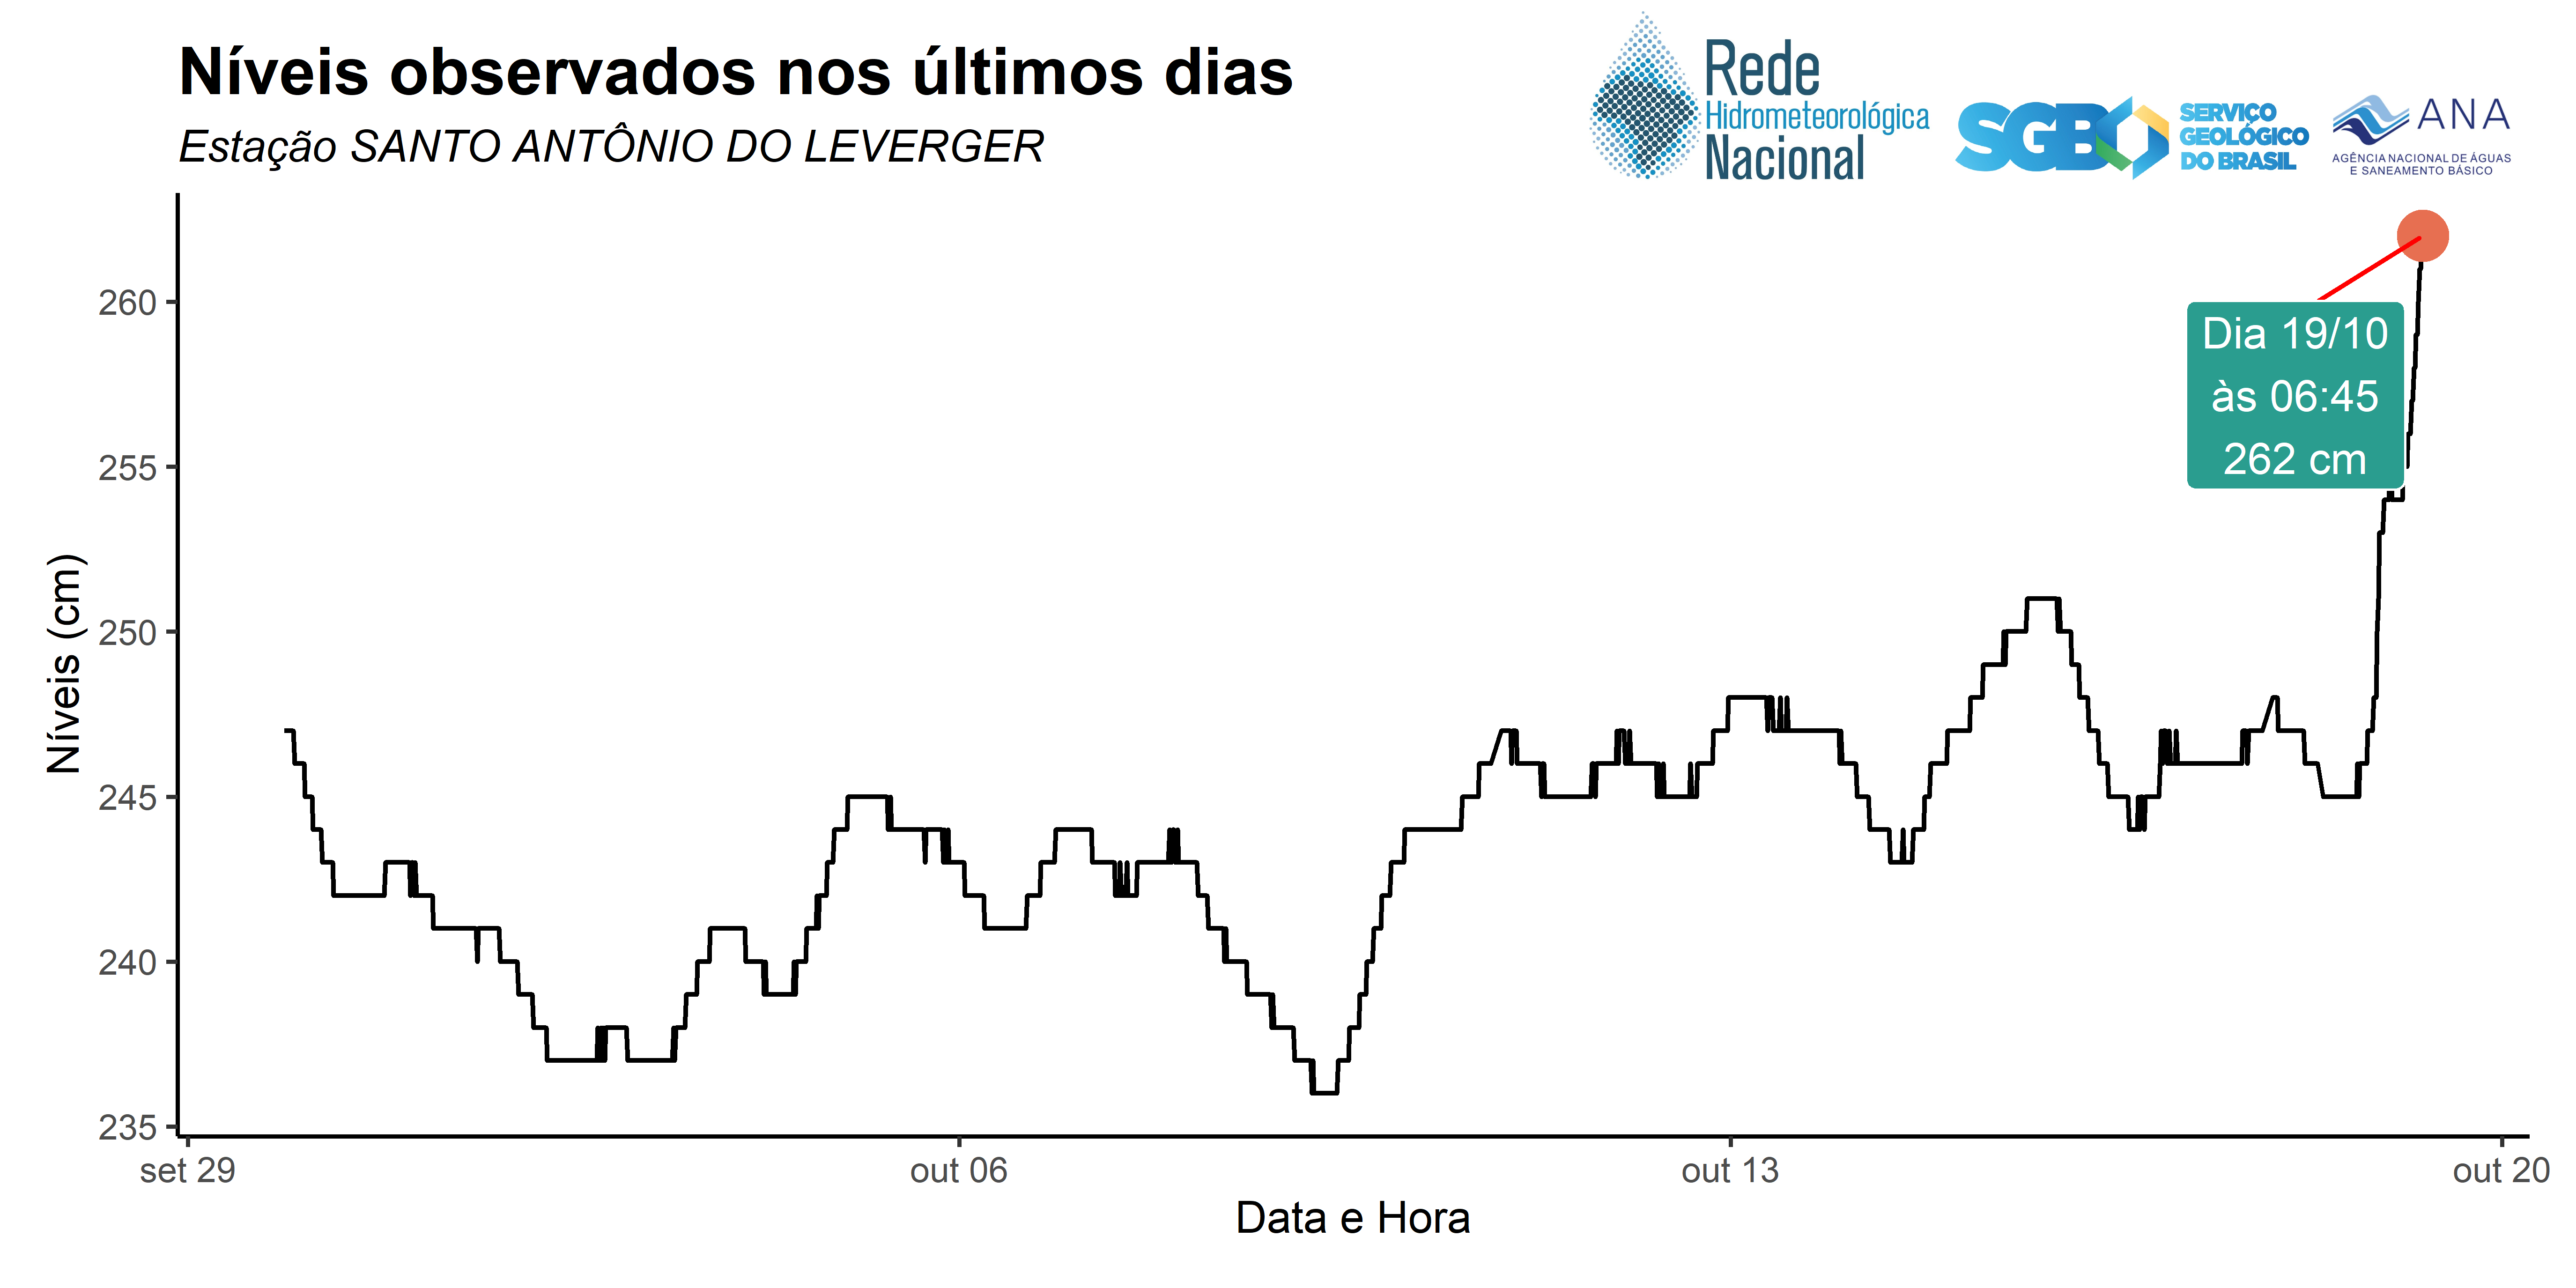 Níveis observados nos últimos dias
Estação SANTO ANTÔNIO DO LEVERGER
Rede
Hidrometeorológica
Nacional
SGB
SERVIÇO
GEOLÓGICO
DO BRASIL
ANA
AGÊNCIA NACIONAL DE ÁGUAS
E SANEAMENTO BÁSICO
Dia 19/10
às 06:45
262 cm
Níveis (cm)
260
255
250
245
240
235
set 29
out 06
out 13
out 20
Data e Hora